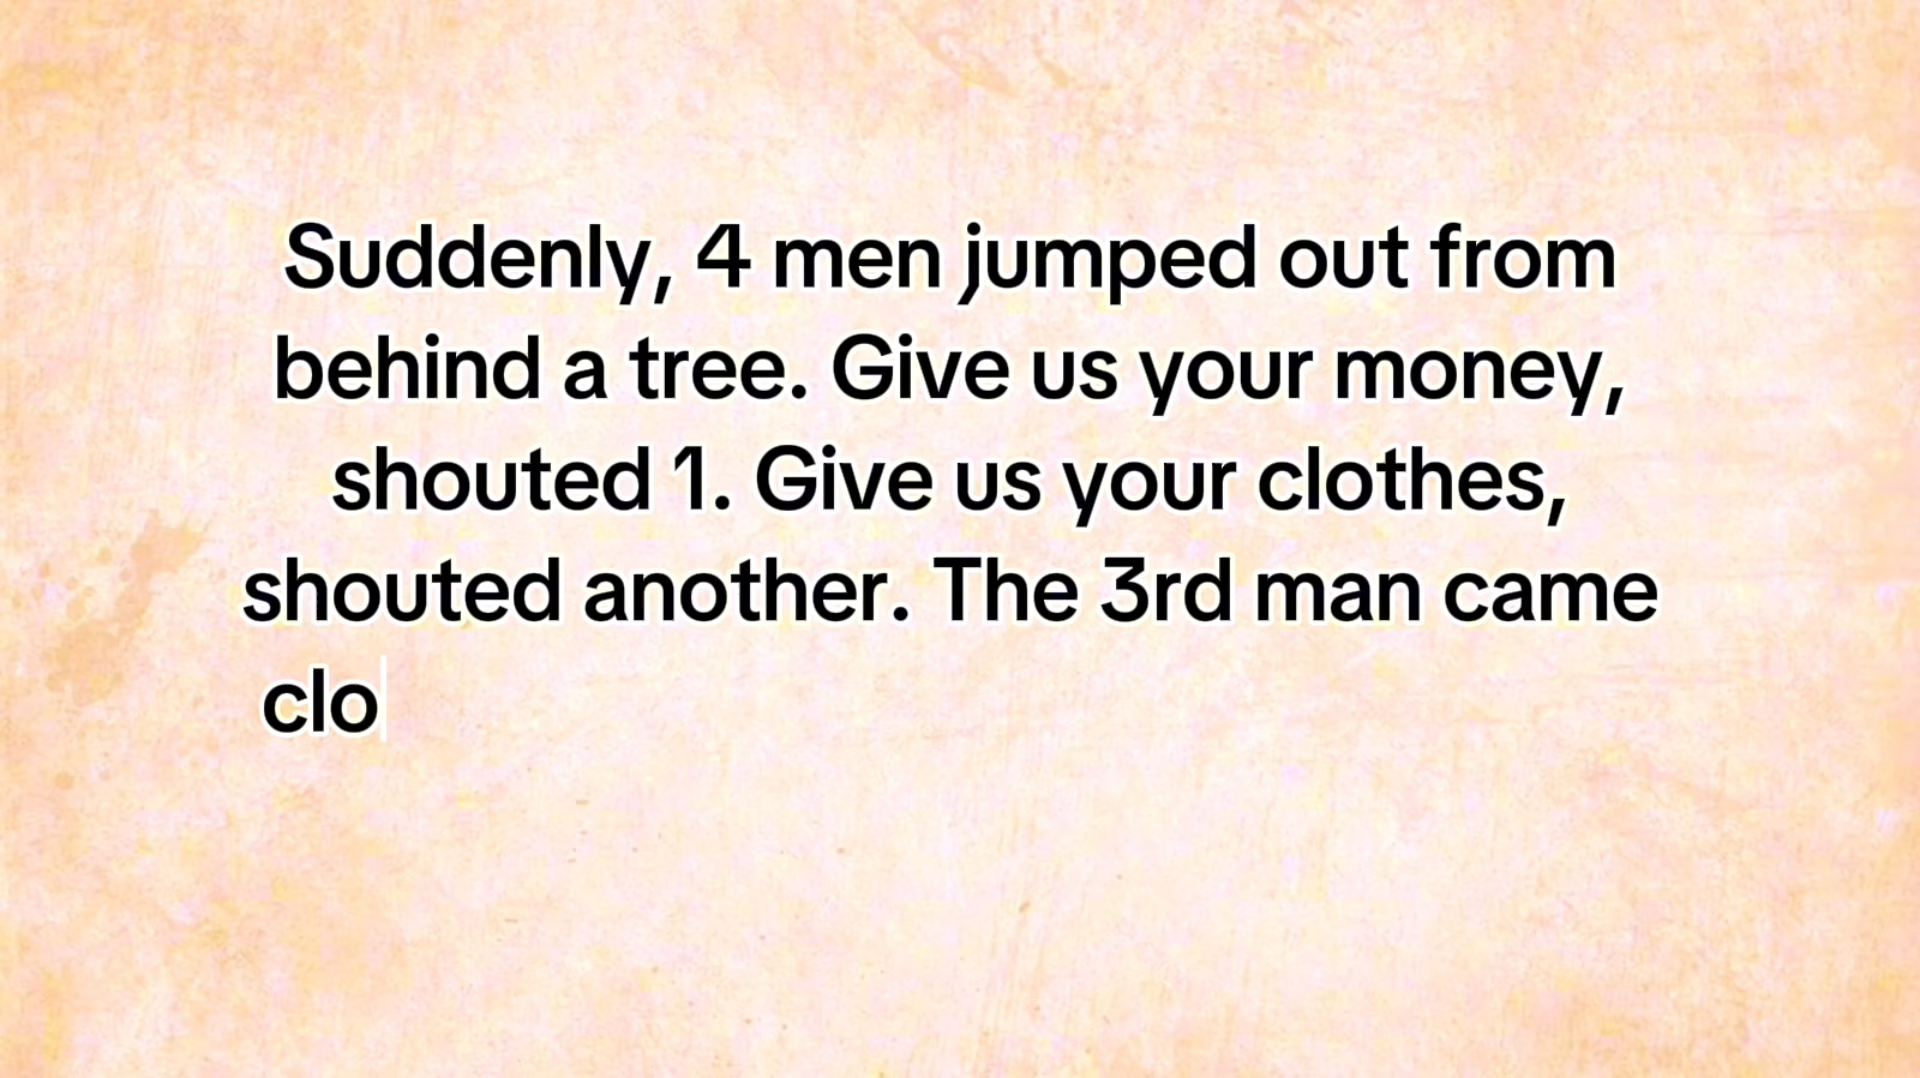 Suddenly, 4 men jumped out from
behind a tree. Give us your money,
shouted 1. Give us your clothes,
shouted another. The 3rd man came
clo